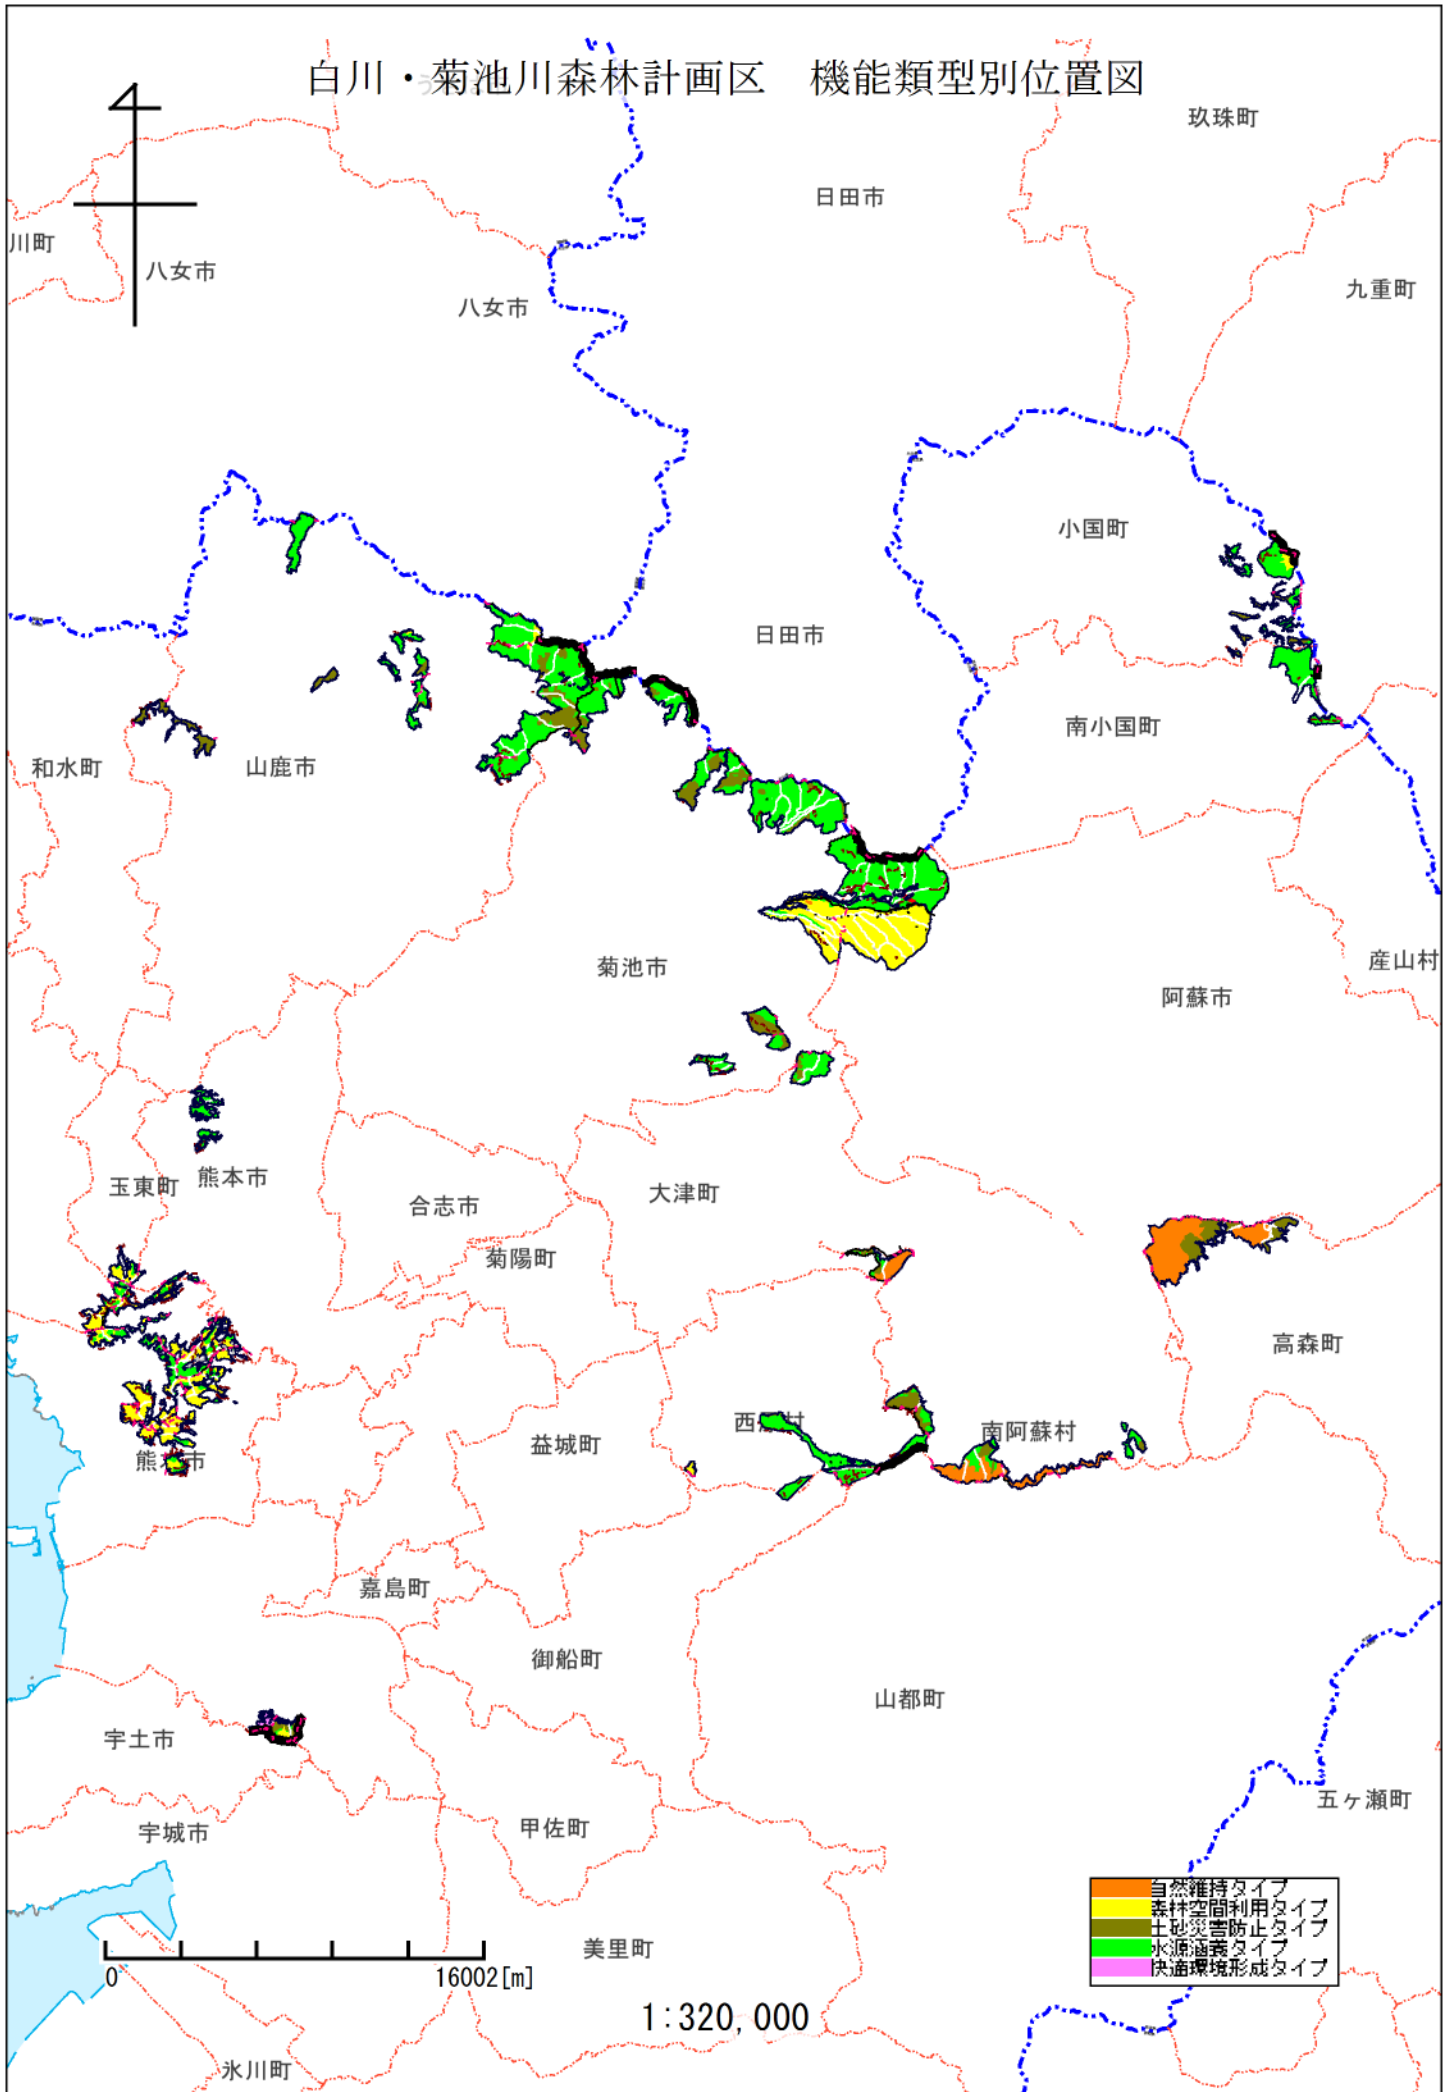 白川・菊池川森林計画区　機能類型別位置図
玖珠町
日田市
川町
八女市
九重町
八女市
小国町
日田市
南小国町
和水町
山鹿市
菊池市
産山村
阿蘇市
熊本市
玉東町
合志市
大津町
菊陽町
高森町
南阿蘇村
益城町
嘉島町
御船町
山都町
宇土市
五ヶ瀬町
宇城市
甲佐町
美里町
自然維持タイプ
森林空間利用タイプ
土砂災害防止タイプ
水源涵養タイプ
快適環境形成タイプ
0 16002[m]
1:320,000
氷川町